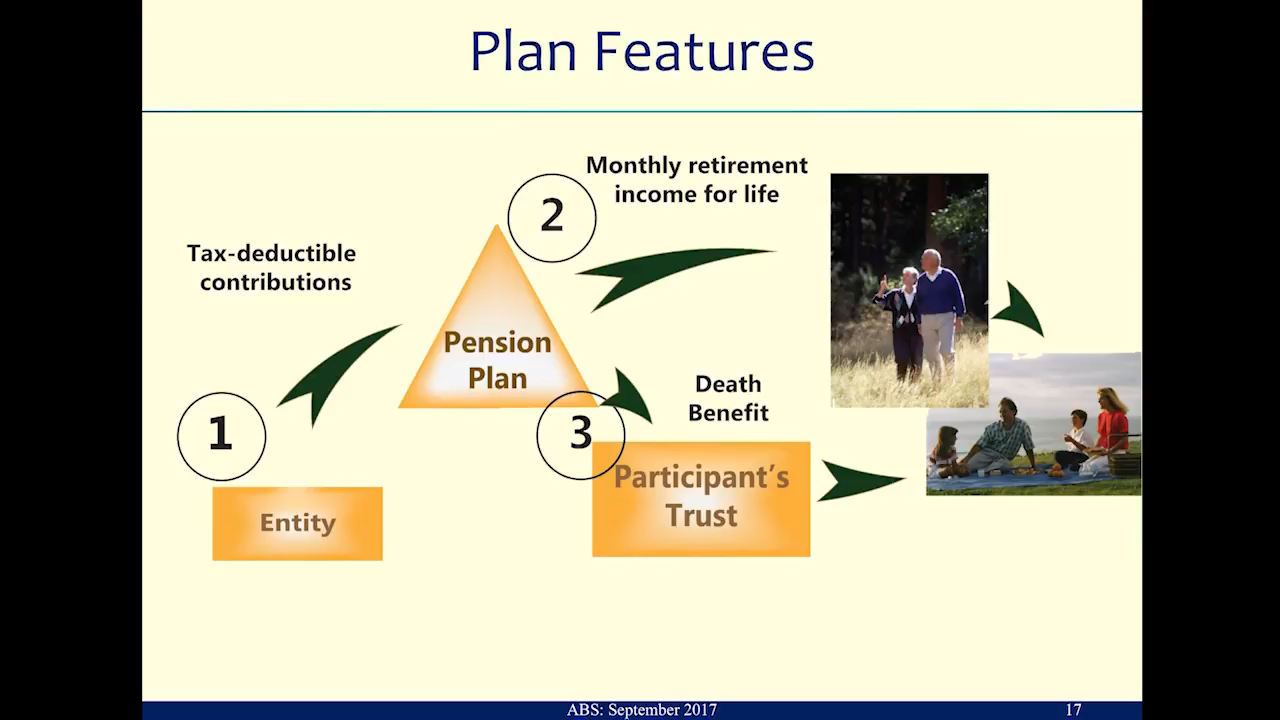 Plan Features
Monthly retirement
income for life
2
Tax-deductible
contributions
Pension
Plan
Death
Benefit
1
3
Participant’s
Trust
Entity
ABS: September 2017
17